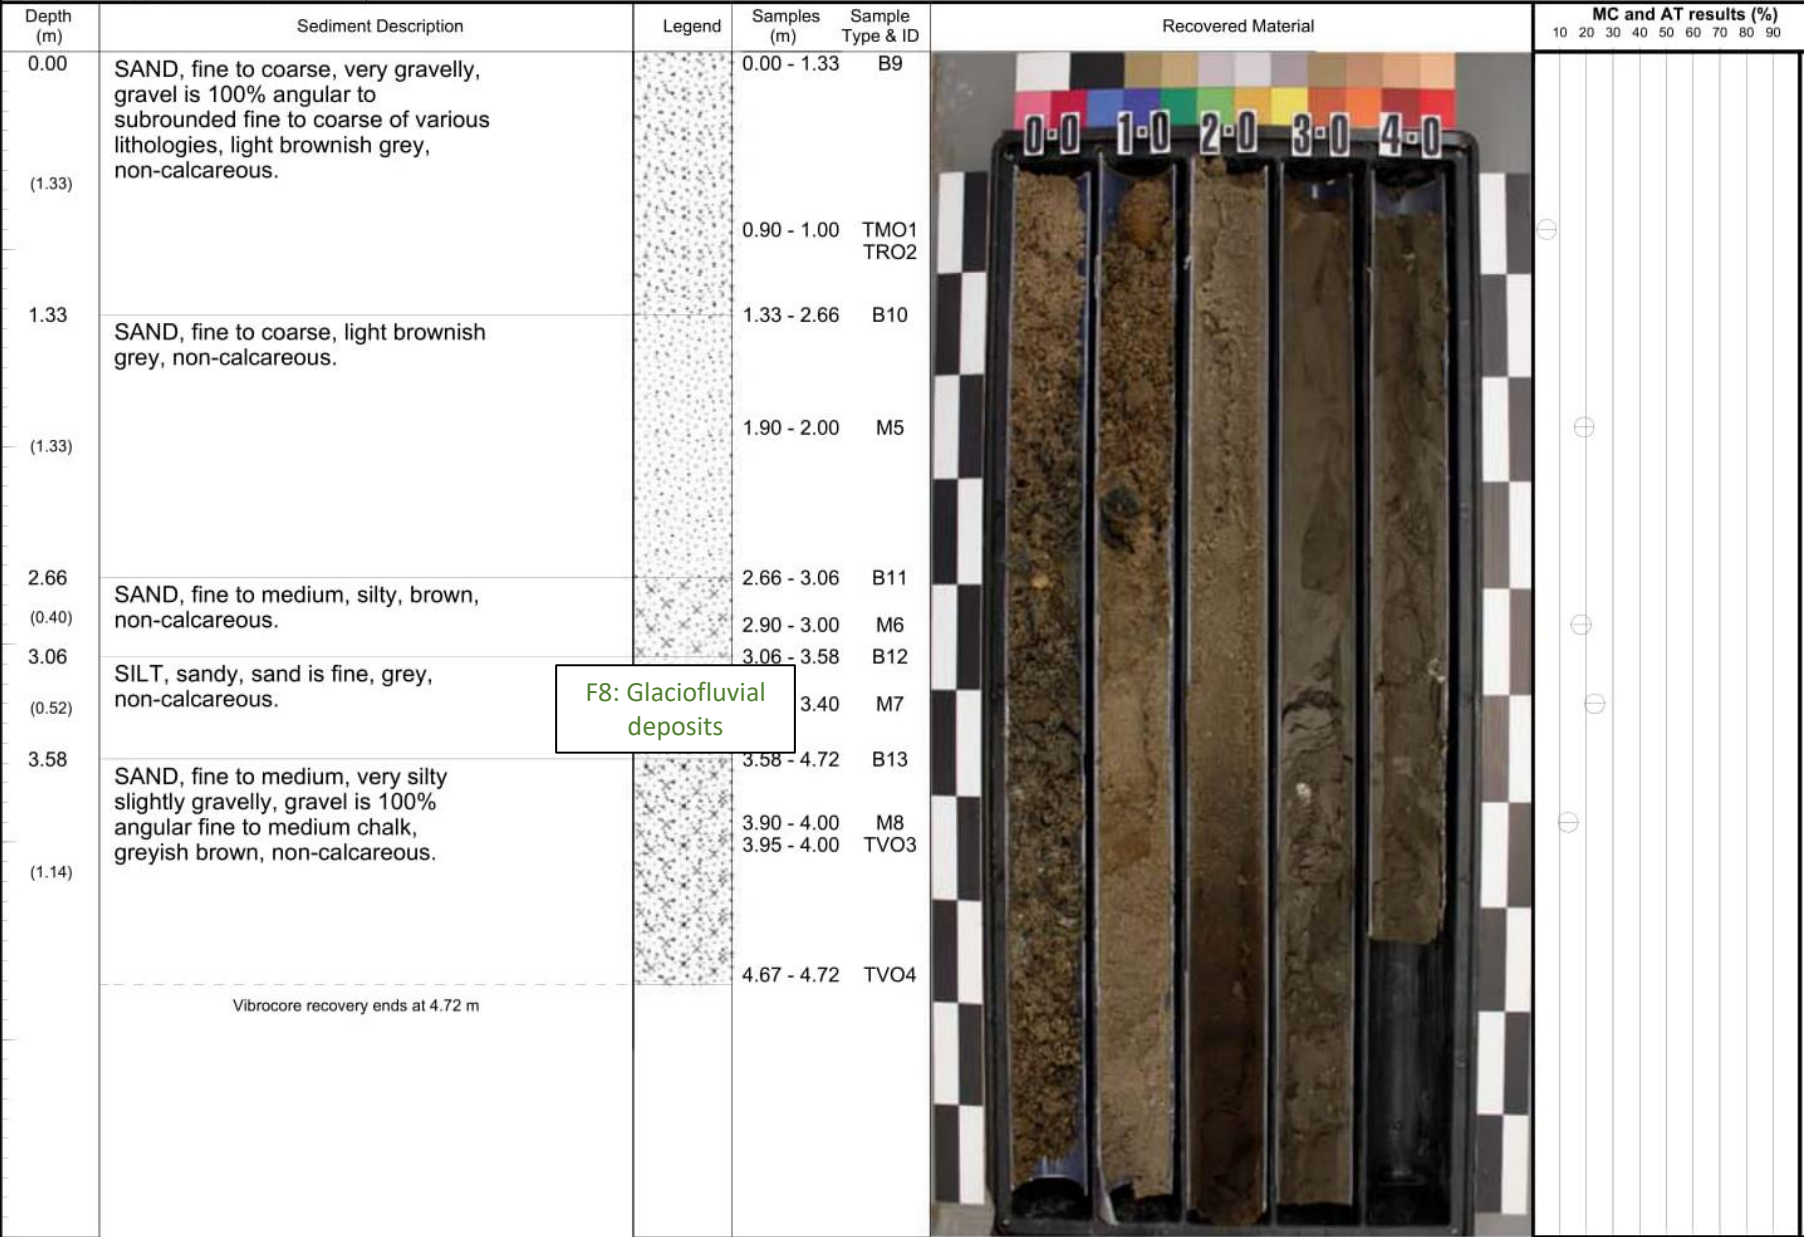 Depth (m) Sediment Description Legend Samples (m) Sample Type & ID Recovered Material MC and AT results (%)
10 20 30 40 50 60 70 80 90
0.00
SAND, fine to coarse, very gravelly,
gravel is 100% angular to
subrounded fine to coarse of various
lithologies, light brownish grey,
non-calcareous.
(1.33)
0.00 - 1.33 B9
0.90 - 1.00 TMO1
TRO2
1.33
SAND, fine to coarse, light brownish
grey, non-calcareous.
(1.33)
1.33 - 2.66 B10
1.90 - 2.00 M5
2.66
SAND, fine to medium, silty, brown,
non-calcareous.
(0.40)
2.66 - 3.06 B11
2.90 - 3.00 M6
3.06
SILT, sandy, sand is fine, grey,
non-calcareous.
(0.52)
3.06 - 3.58 B12
3.40 M7
F8: Glaciofluvial
deposits
3.58
SAND, fine to medium, very silty
slightly gravelly, gravel is 100%
angular fine to medium chalk,
greyish brown, non-calcareous.
(1.14)
3.58 - 4.72 B13
3.90 - 4.00 M8
3.95 - 4.00 TVO3
4.67 - 4.72 TVO4
Vibrocore recovery ends at 4.72 m
0·0 1·0 2·0 3·0 4·0